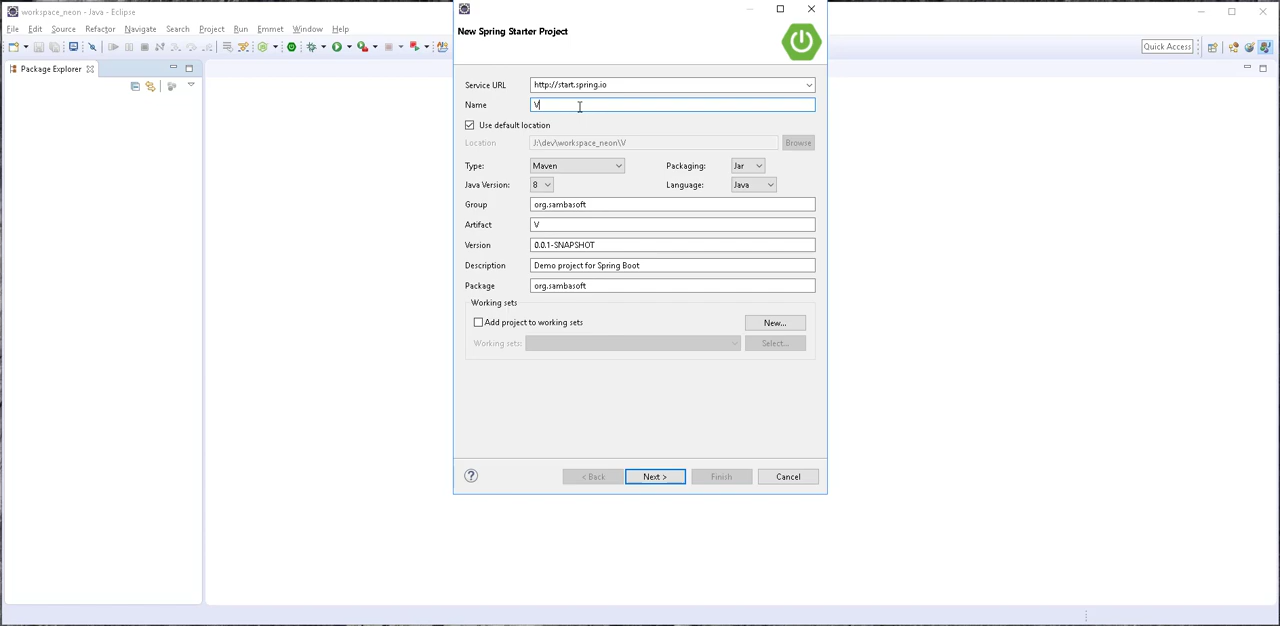 workspace_neon - Java - Eclipse
File Edit Source Refactor Navigate Search Project Run Emmet Window Help
Quick Access
Package Explorer
New Spring Starter Project
Service URL http://start.spring.io
Name V
Use default location
Location J:\dev\workspace_neon\V Browse
Type: Maven Packaging: Jar
Java Version: 8 Language: Java
Group org.sambasoft
Artifact V
Version 0.0.1-SNAPSHOT
Description Demo project for Spring Boot
Package org.sambasoft
Working sets
Add project to working sets New...
Working sets: Select...
? < Back Next > Finish Cancel